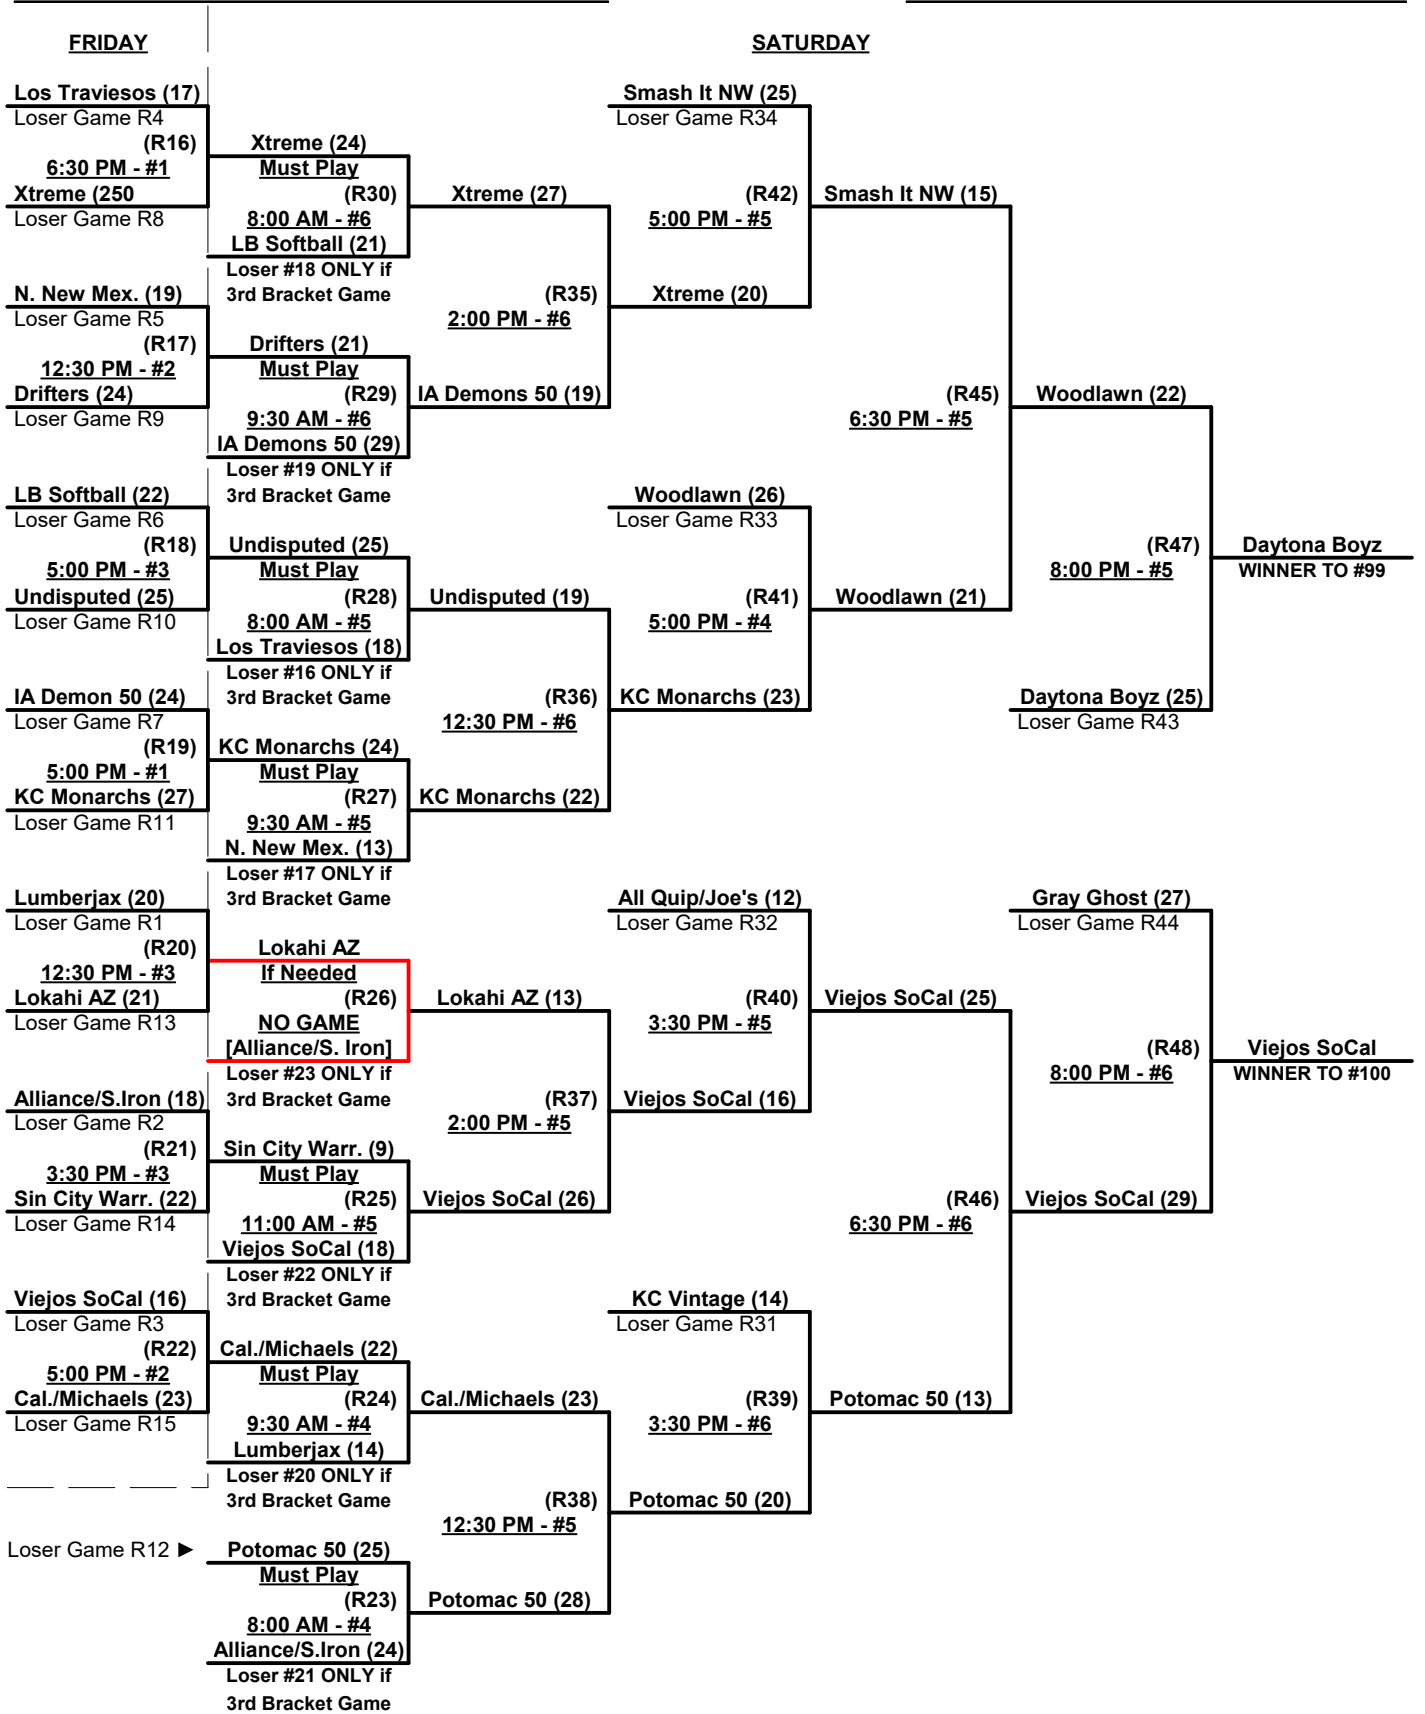 FRIDAY
SATURDAY
Los Traviesos (17)
Smash It NW (25)
Loser Game R4
Loser Game R34
(R16)
Xtreme (24)
6:30 PM - #1
Must Play
Xtreme (250
(R30)
Xtreme (27)
(R42)
Smash It NW (15)
Loser Game R8
8:00 AM - #6
5:00 PM - #5
LB Softball (21)
Loser #18 ONLY if
N. New Mex. (19)
3rd Bracket Game
(R35)
Xtreme (20)
Loser Game R5
2:00 PM - #6
(R17)
Drifters (21)
12:30 PM - #2
Must Play
Drifters (24)
(R29)
IA Demons 50 (19)
(R45)
Woodlawn (22)
Loser Game R9
9:30 AM - #6
6:30 PM - #5
IA Demons 50 (29)
Loser #19 ONLY if
LB Softball (22)
3rd Bracket Game
Woodlawn (26)
Loser Game R6
Loser Game R33
(R18)
Undisputed (25)
(R47)
Daytona Boyz
5:00 PM - #3
Must Play
8:00 PM - #5
WINNER TO #99
Undisputed (25)
(R28)
Undisputed (19)
(R41)
Woodlawn (21)
Loser Game R10
8:00 AM - #5
5:00 PM - #4
Los Traviesos (18)
Loser #16 ONLY if
IA Demon 50 (24)
3rd Bracket Game
(R36)
KC Monarchs (23)
Daytona Boyz (25)
Loser Game R7
12:30 PM - #6
Loser Game R43
(R19)
KC Monarchs (24)
5:00 PM - #1
Must Play
KC Monarchs (27)
(R27)
KC Monarchs (22)
Loser Game R11
9:30 AM - #5
N. New Mex. (13)
Loser #17 ONLY if
Lumberjax (20)
3rd Bracket Game
All Quip/Joe's (12)
Gray Ghost (27)
Loser Game R1
Loser Game R32
Loser Game R44
(R20)
Lokahi AZ
12:30 PM - #3
If Needed
Lokahi AZ (21)
(R26)
Lokahi AZ (13)
(R40)
Viejos SoCal (25)
Loser Game R13
NO GAME
3:30 PM - #5
[Alliance/S. Iron]
(R48)
Viejos SoCal
Loser #23 ONLY if
8:00 PM - #6
WINNER TO #100
Alliance/S.Iron (18)
3rd Bracket Game
(R37)
Viejos SoCal (16)
Loser Game R2
2:00 PM - #5
(R21)
Sin City Warr. (9)
3:30 PM - #3
Must Play
Sin City Warr. (22)
(R25)
Viejos SoCal (26)
(R46)
Viejos SoCal (29)
Loser Game R14
11:00 AM - #5
6:30 PM - #6
Viejos SoCal (18)
Loser #22 ONLY if
Viejos SoCal (16)
3rd Bracket Game
KC Vintage (14)
Loser Game R3
Loser Game R31
(R22)
Cal./Michaels (22)
5:00 PM - #2
Must Play
Cal./Michaels (23)
(R24)
Cal./Michaels (23)
(R39)
Potomac 50 (13)
Loser Game R15
9:30 AM - #4
3:30 PM - #6
Lumberjax (14)
Loser #20 ONLY if
3rd Bracket Game
(R38)
Potomac 50 (20)
12:30 PM - #5
Loser Game R12 ►
Potomac 50 (25)
Must Play
(R23)
Potomac 50 (28)
8:00 AM - #4
Alliance/S.Iron (24)
Loser #21 ONLY if
3rd Bracket Game